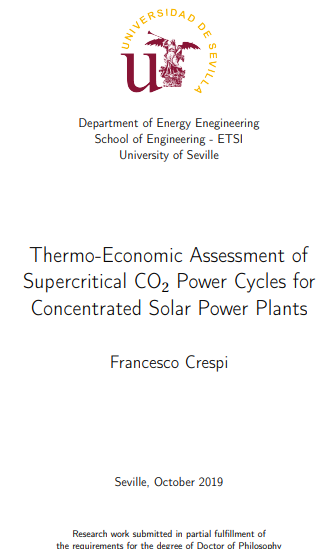 UNIVERSIDAD DE SEVILLA
Department of Energy Enegineering
School of Engineering - ETSI
University of Seville
Thermo-Economic Assessment of
Supercritical CO2 Power Cycles for
Concentrated Solar Power Plants
Francesco Crespi
Seville, October 2019
Research work submitted in partial fulfillment of
the requirements for the degree of Doctor of Philosophy